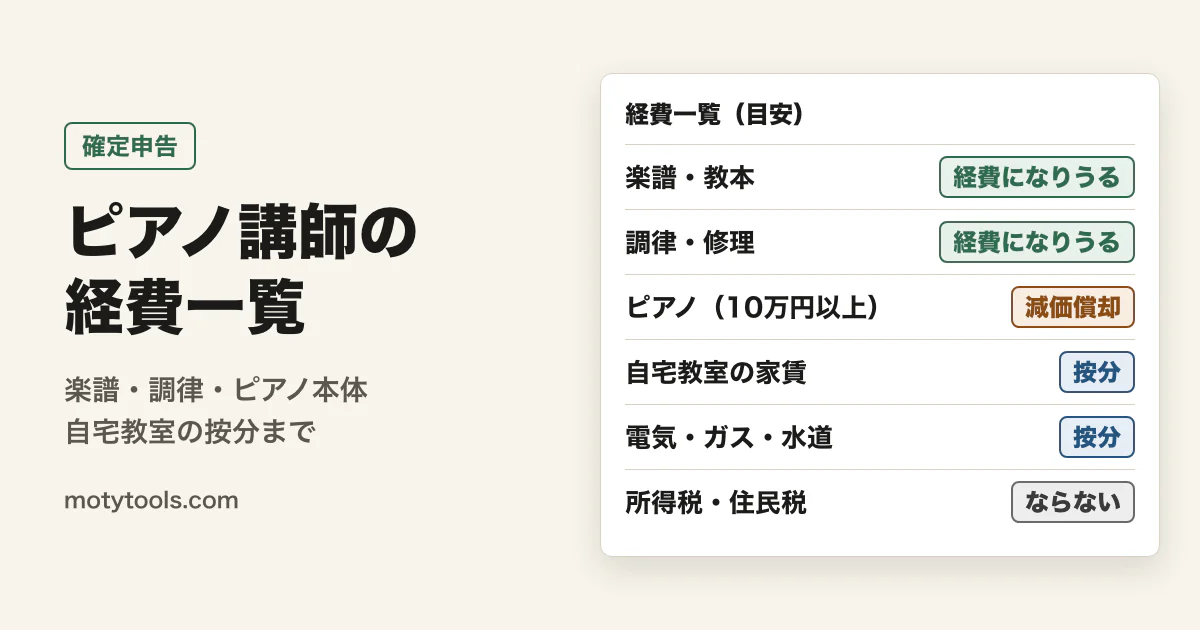 確定申告
ピアノ講師の
経費一覧
楽譜・調律・ピアノ本体
自宅教室の按分まで
motytools.com
経費一覧（目安）
楽譜・教本 経費になりうる
調律・修理 経費になりうる
ピアノ（10万円以上） 減価償却
自宅教室の家賃 按分
電気・ガス・水道 按分
所得税・住民税 ならない